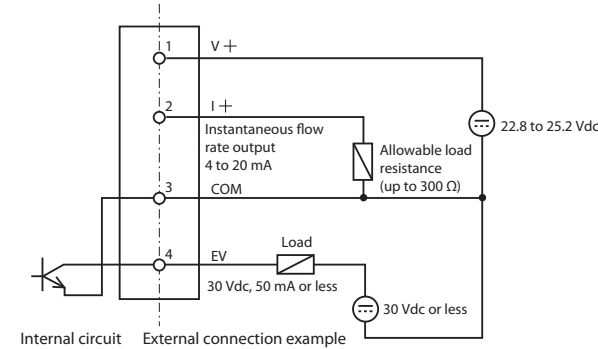 1
V +
2
I +
Instantaneous flow
rate output
4 to 20 mA
22.8 to 25.2 Vdc
Allowable load
resistance
(up to 300 Ω)
3
COM
4
EV
Load
30 Vdc, 50 mA or less
30 Vdc or less
Internal circuit
External connection example